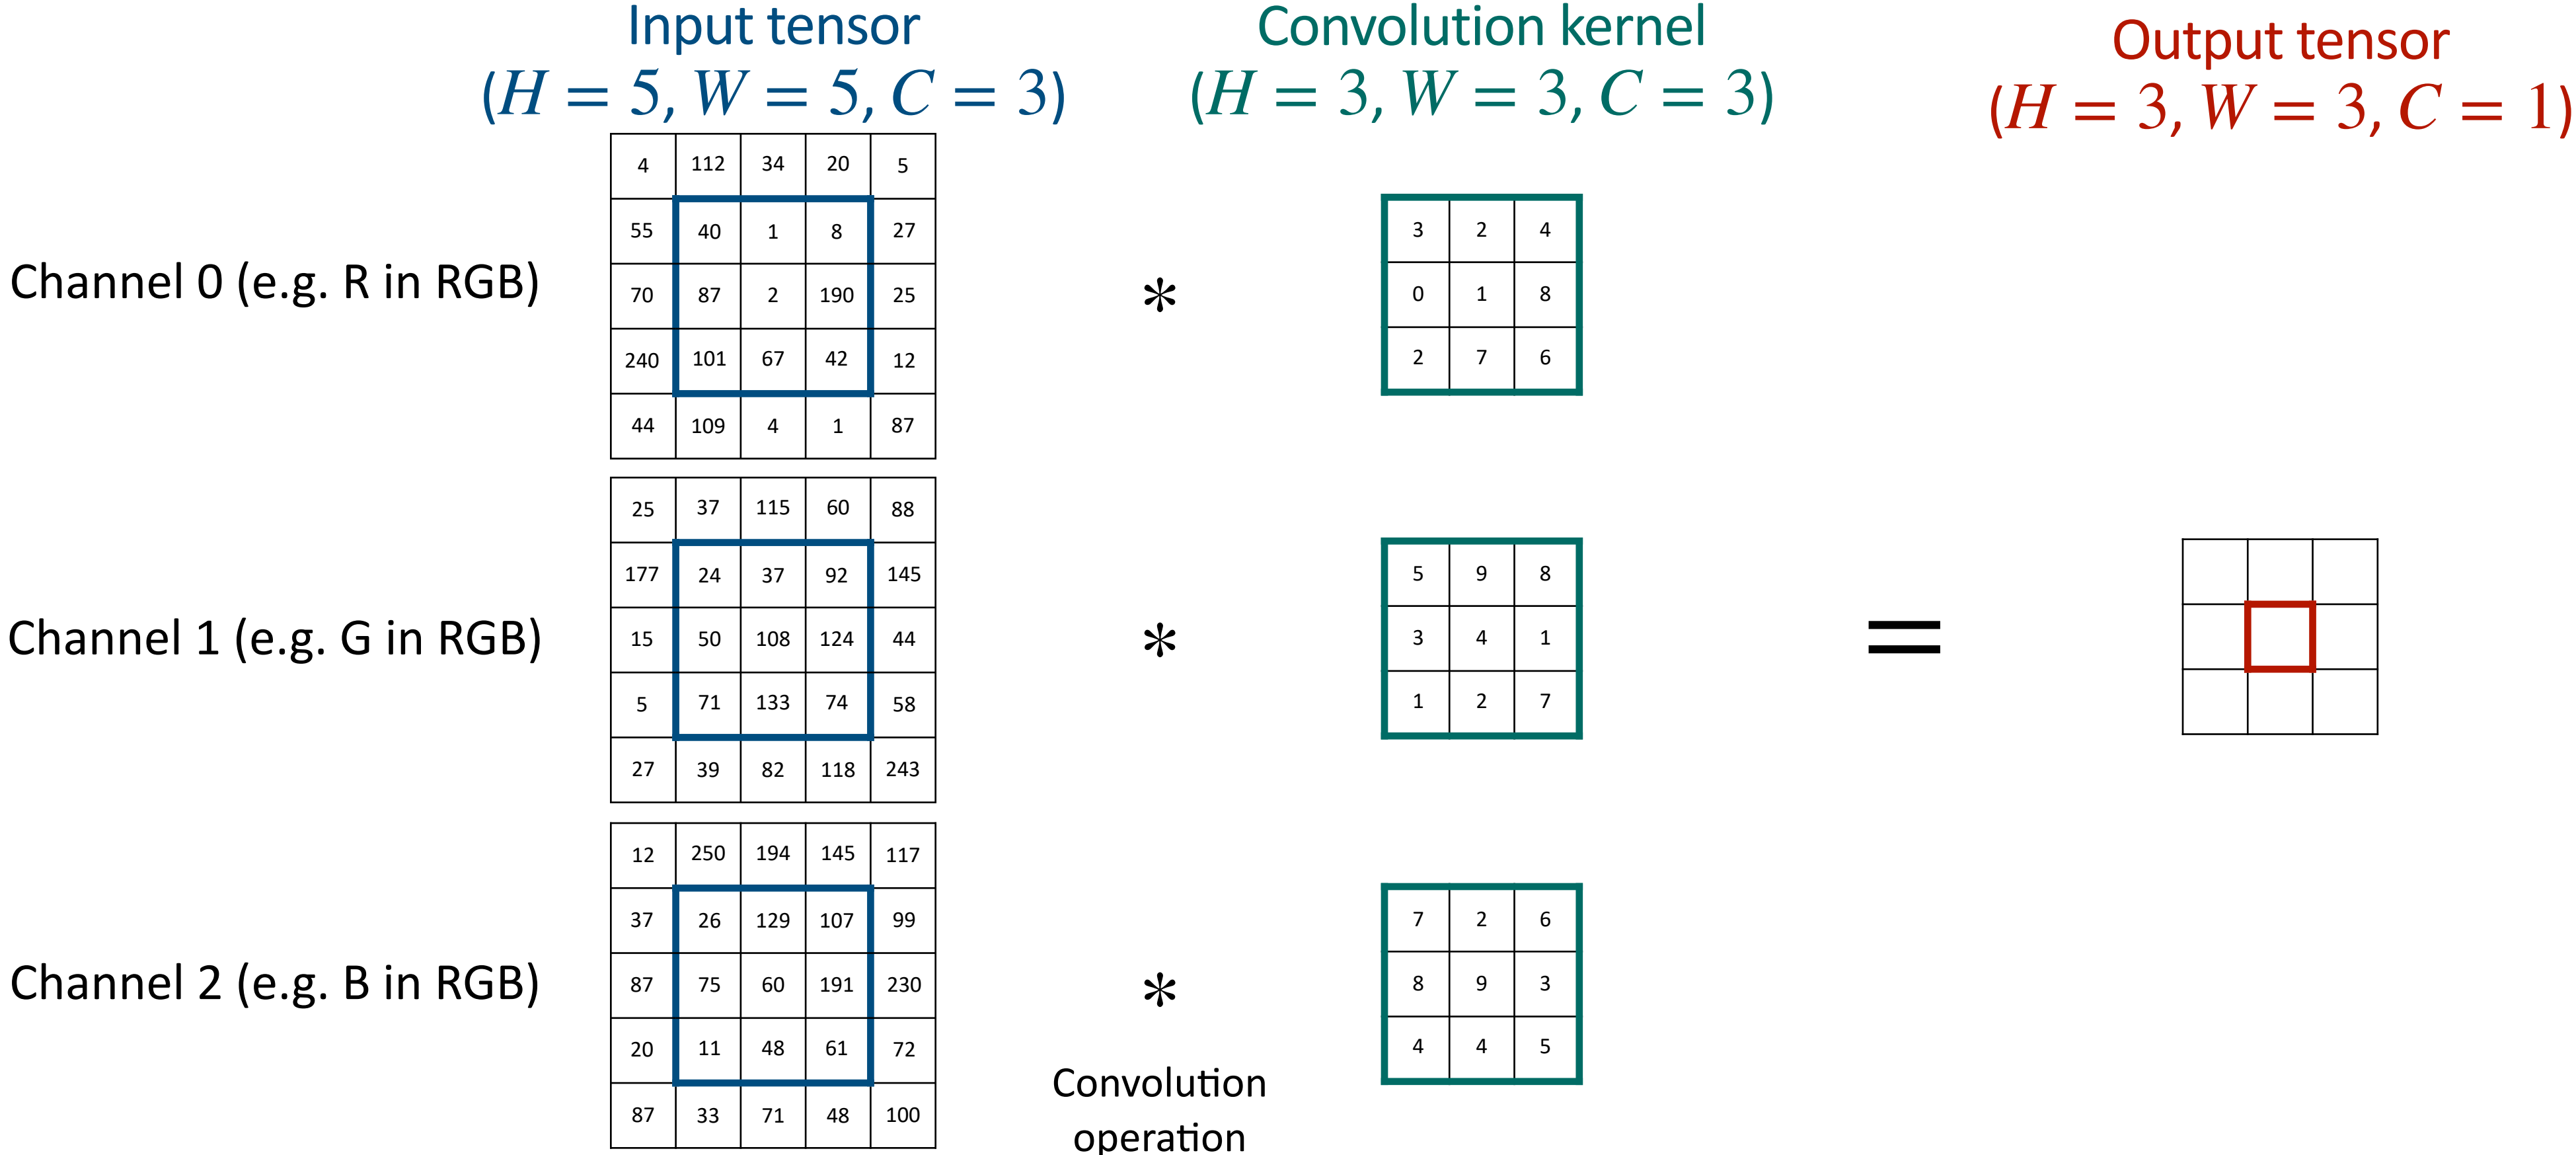 Input tensor
(H = 5, W = 5, C = 3)
Convolution kernel
(H = 3, W = 3, C = 3)
Output tensor
(H = 3, W = 3, C = 1)
Channel 0 (e.g. R in RGB)
4 112 34 20 5
55 40 1 8 27
70 87 2 190 25
240 101 67 42 12
44 109 4 1 87
*
3 2 4
0 1 8
2 7 6
Channel 1 (e.g. G in RGB)
25 37 115 60 88
177 24 37 92 145
15 50 108 124 44
5 71 133 74 58
27 39 82 118 243
*
5 9 8
3 4 1
1 2 7
=
Channel 2 (e.g. B in RGB)
12 250 194 145 117
37 26 129 107 99
87 75 60 191 230
20 11 48 61 72
87 33 71 48 100
*
Convolution
operation
7 2 6
8 9 3
4 4 5